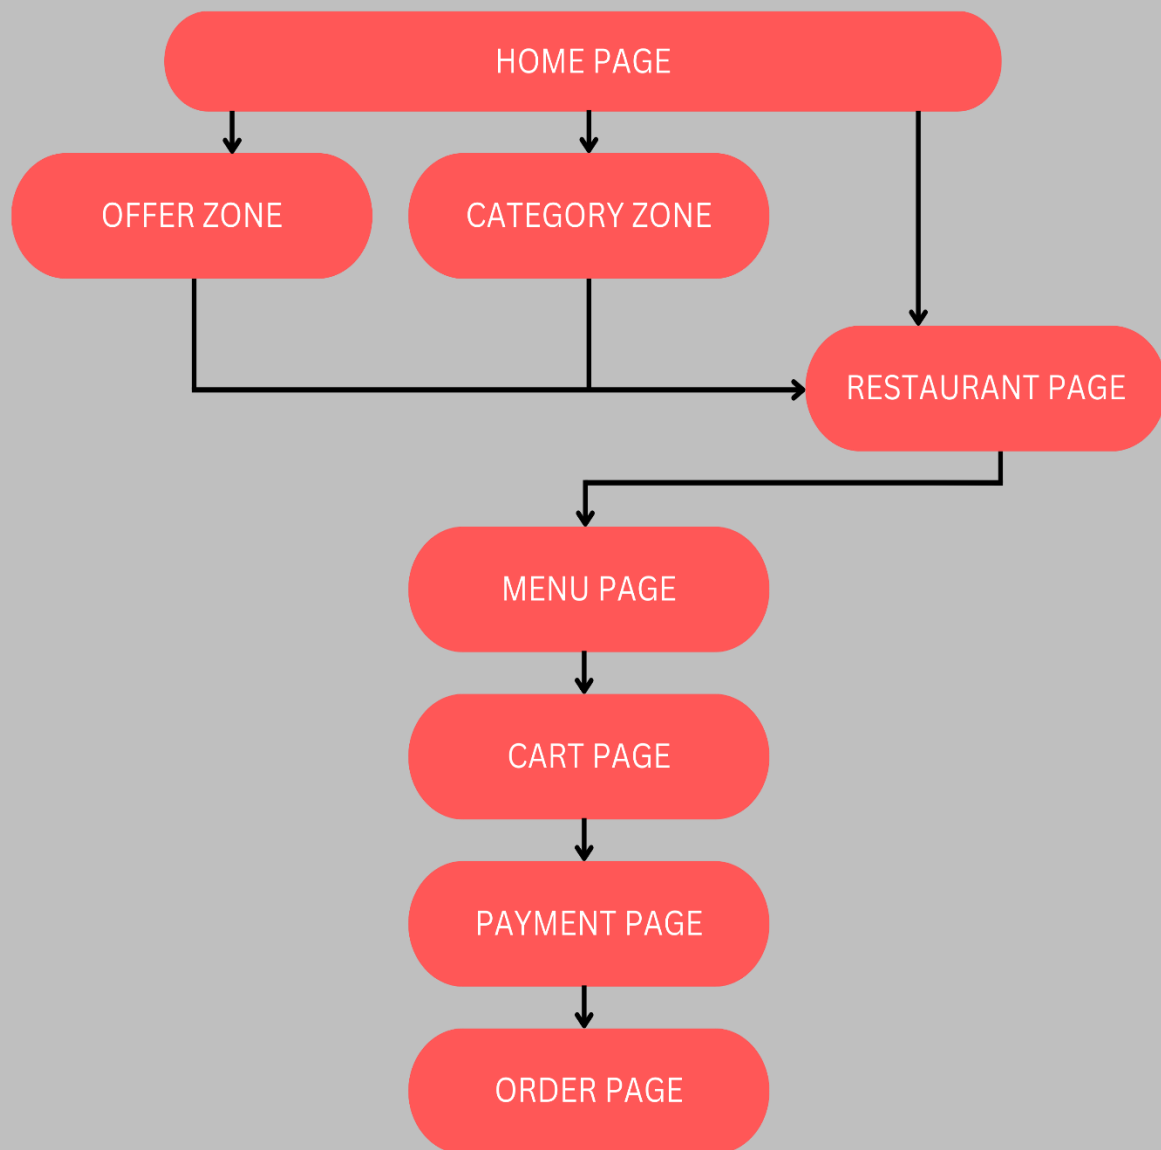 HOME PAGE
OFFER ZONE
CATEGORY ZONE
RESTAURANT PAGE
MENU PAGE
CART PAGE
PAYMENT PAGE
ORDER PAGE